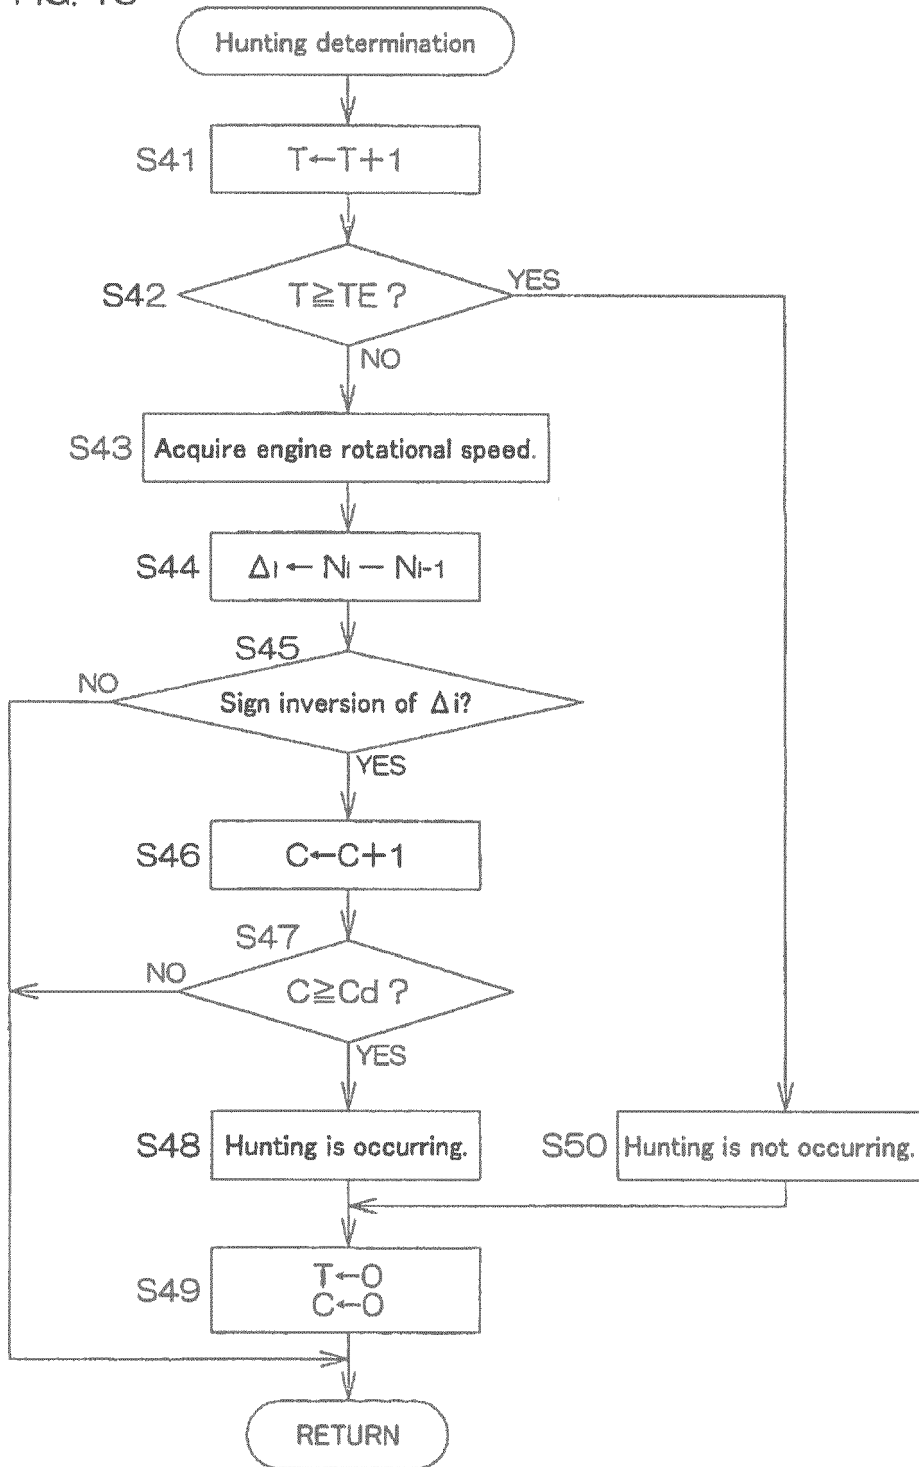 Hunting determination
S41
T←T+1
S42
T≧TE ?
YES
NO
S43
Acquire engine rotational speed.
S44
Δi ← Ni − Ni-1
S45
NO
Sign inversion of Δi?
YES
S46
C←C+1
S47
NO
C≧Cd ?
YES
S48
Hunting is occurring.
S50
Hunting is not occurring.
S49
T←0
C←0
RETURN